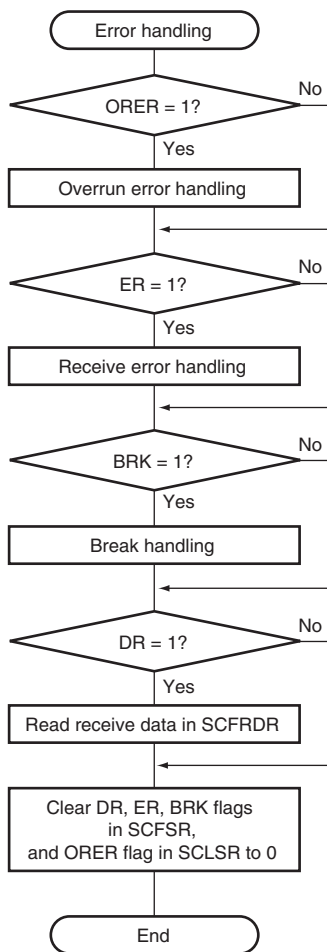 Error handling
ORER = 1?
No
Yes
Overrun error handling
ER = 1?
No
Yes
Receive error handling
BRK = 1?
No
Yes
Break handling
DR = 1?
No
Yes
Read receive data in SCFRDR
Clear DR, ER, BRK flags
in SCFSR,
and ORER flag in SCLSR to 0
End